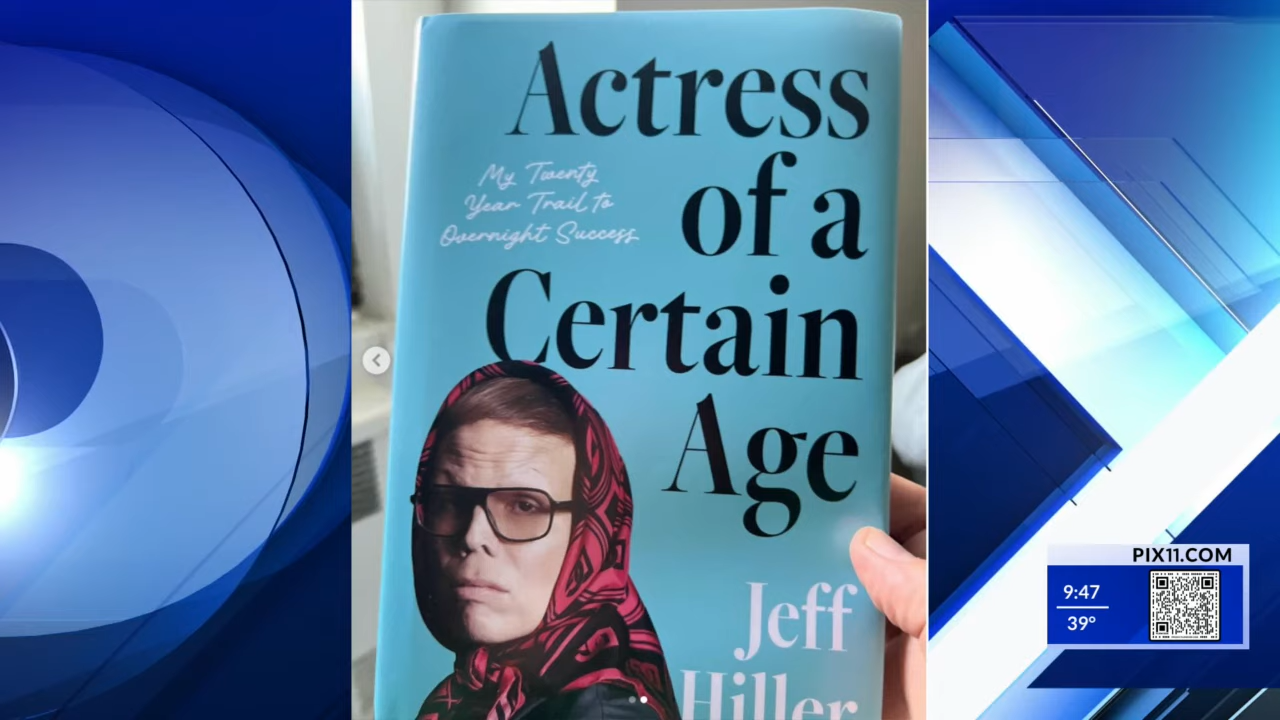 Actress
My Twenty
Year Trail to
Overnight Success
of a
Certain
Age
Jeff
Hiller
PIX11.COM
9:47
39°